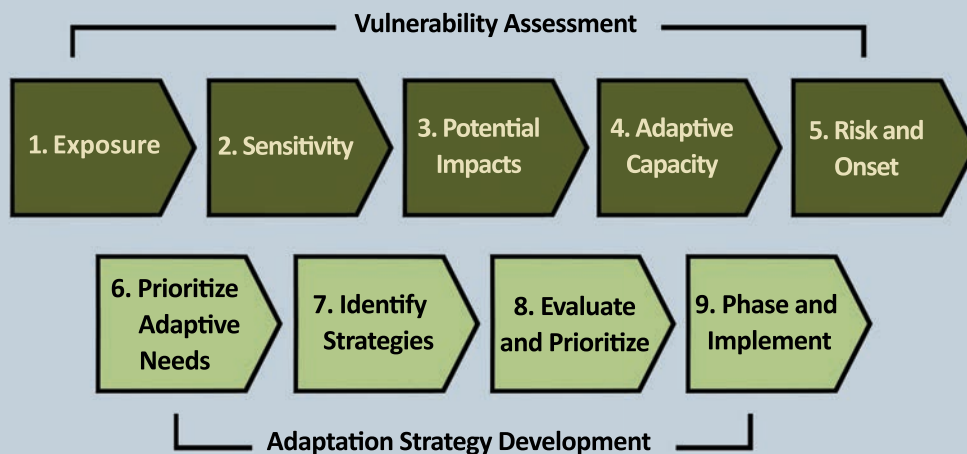 Vulnerability Assessment
1. Exposure
2. Sensitivity
3. Potential
Impacts
4. Adaptive
Capacity
5. Risk and
Onset
6. Prioritize
Adaptive
Needs
7. Identify
Strategies
8. Evaluate
and Prioritize
9. Phase and
Implement
Adaptation Strategy Development